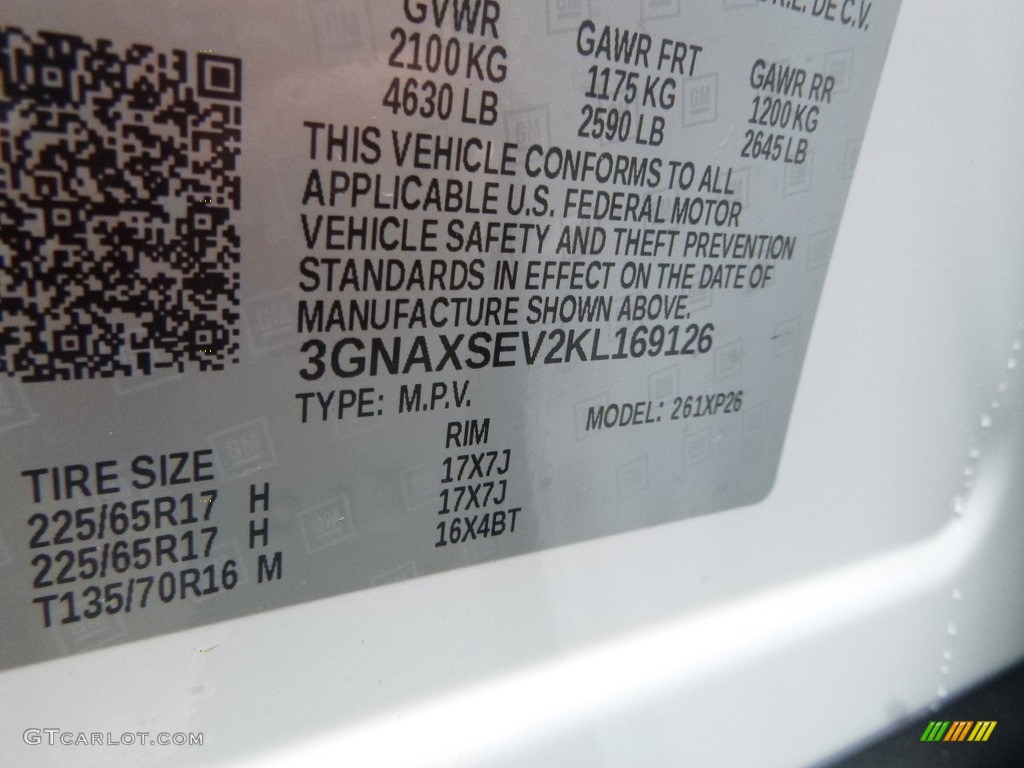 DE C.V.
GVWR GAWR FRT GAWR RR
2100 KG 1175 KG 1200 KG
4630 LB 2590 LB 2645 LB
THIS VEHICLE CONFORMS TO ALL
APPLICABLE U.S. FEDERAL MOTOR
VEHICLE SAFETY AND THEFT PREVENTION
STANDARDS IN EFFECT ON THE DATE OF
MANUFACTURE SHOWN ABOVE.
3GNAXSEV2KL169126
TYPE: M.P.V. MODEL: 261XP26
TIRE SIZE RIM
225/65R17 H 17X7J
225/65R17 H 17X7J
T135/70R16 M 16X4BT
GTCARLOT.COM